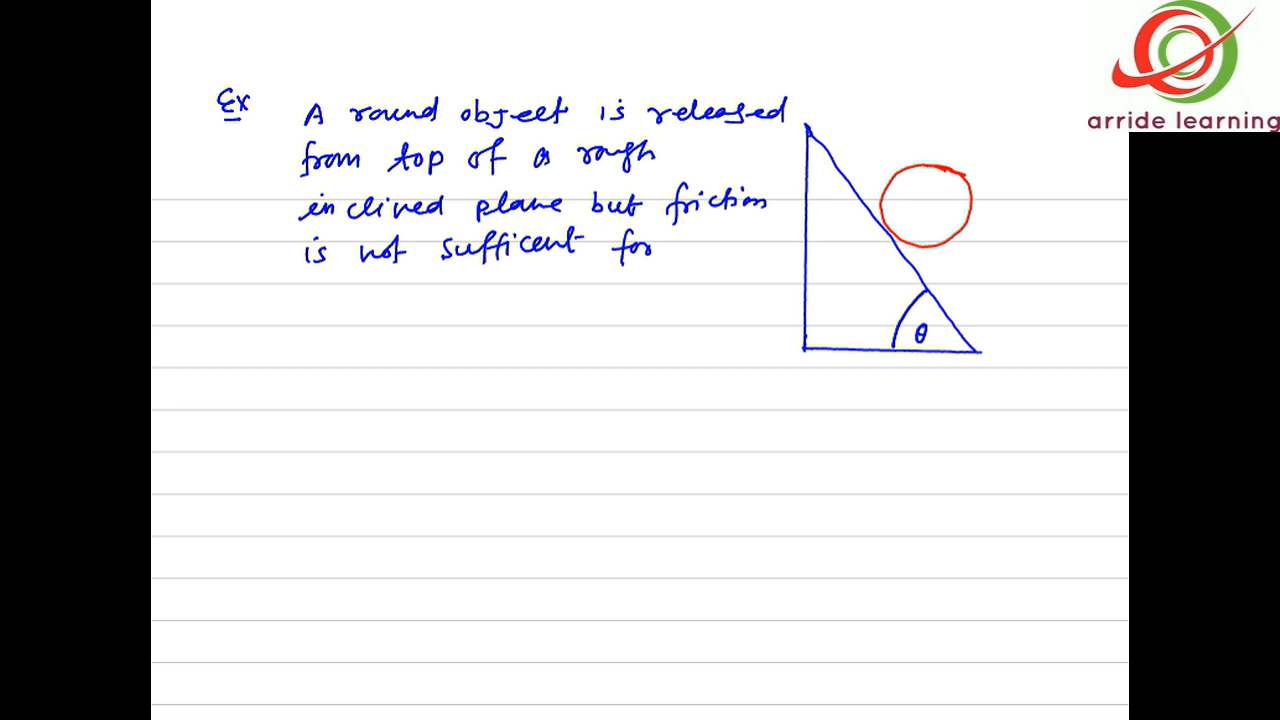 Ex A round object is released
from top of a rough
inclined plane but friction
is not sufficent for
θ
arride learning